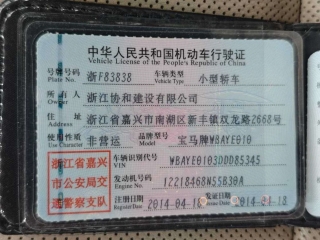 中华人民共和国机动车行驶证
Vehicle License of the People's Republic of China
号牌号码 浙F83838 车辆类型 小型轿车
Plate No. Vehicle Type
所有人 浙江协和建设有限公司
Owner
住址 浙江省嘉兴市南湖区新丰镇双龙路2668号
Address
使用性质 非营运 品牌型号 宝马牌WBAYE010
Use Character Model
浙江省嘉兴市公安局交通警察支队
车辆识别代号 WBAYE0103DDD85345
VIN
发动机号码 12218468N55B30A
Engine No.
注册日期 2014-04-18 2014-04-18
Register Date